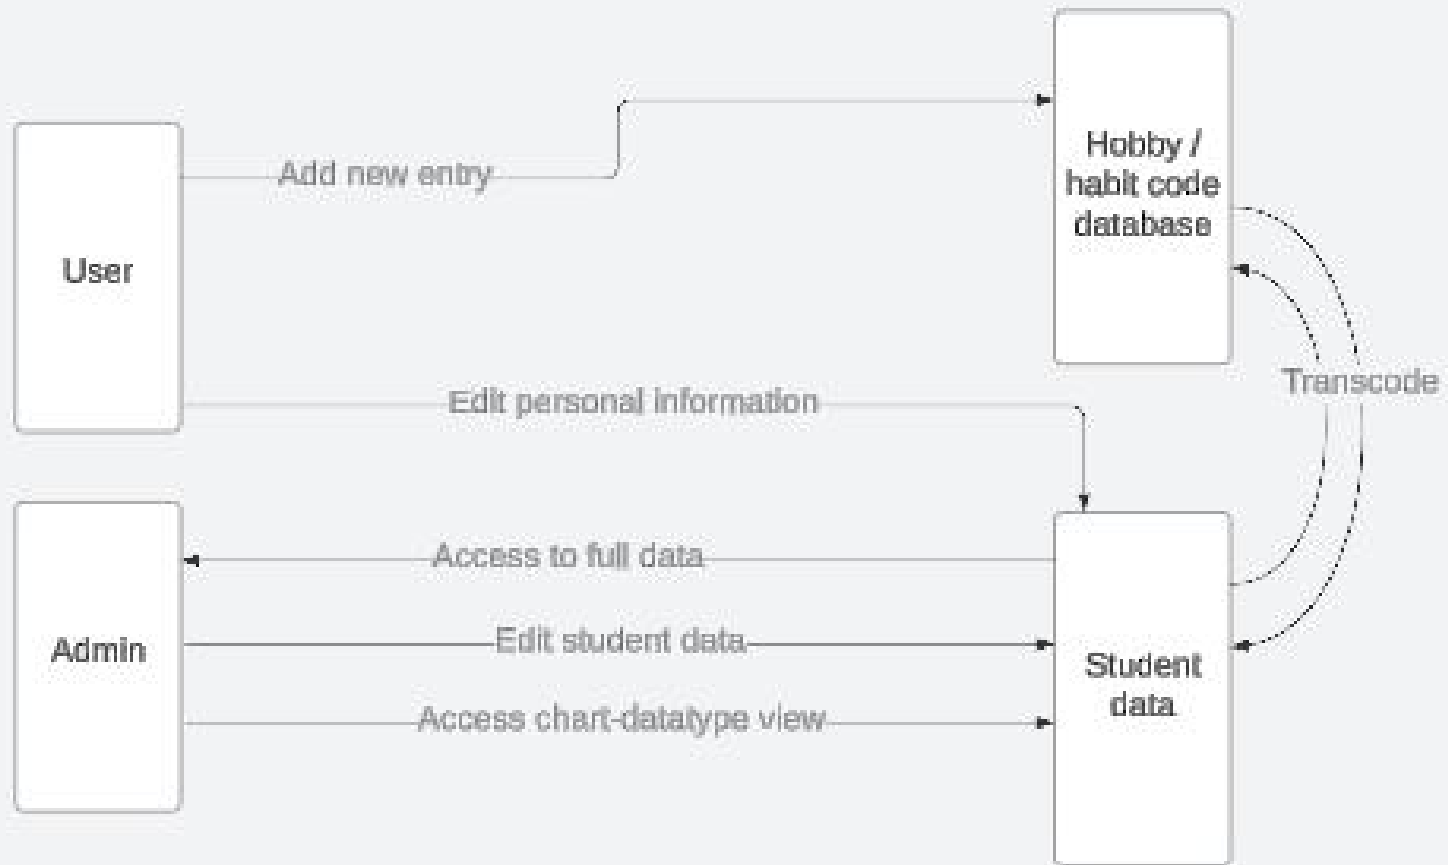 Hobby /
habit code
database
Add new entry
User
Transcode
Edit personal information
Access to full data
Admin
Edit student data
Student
data
Access chart-datatype view